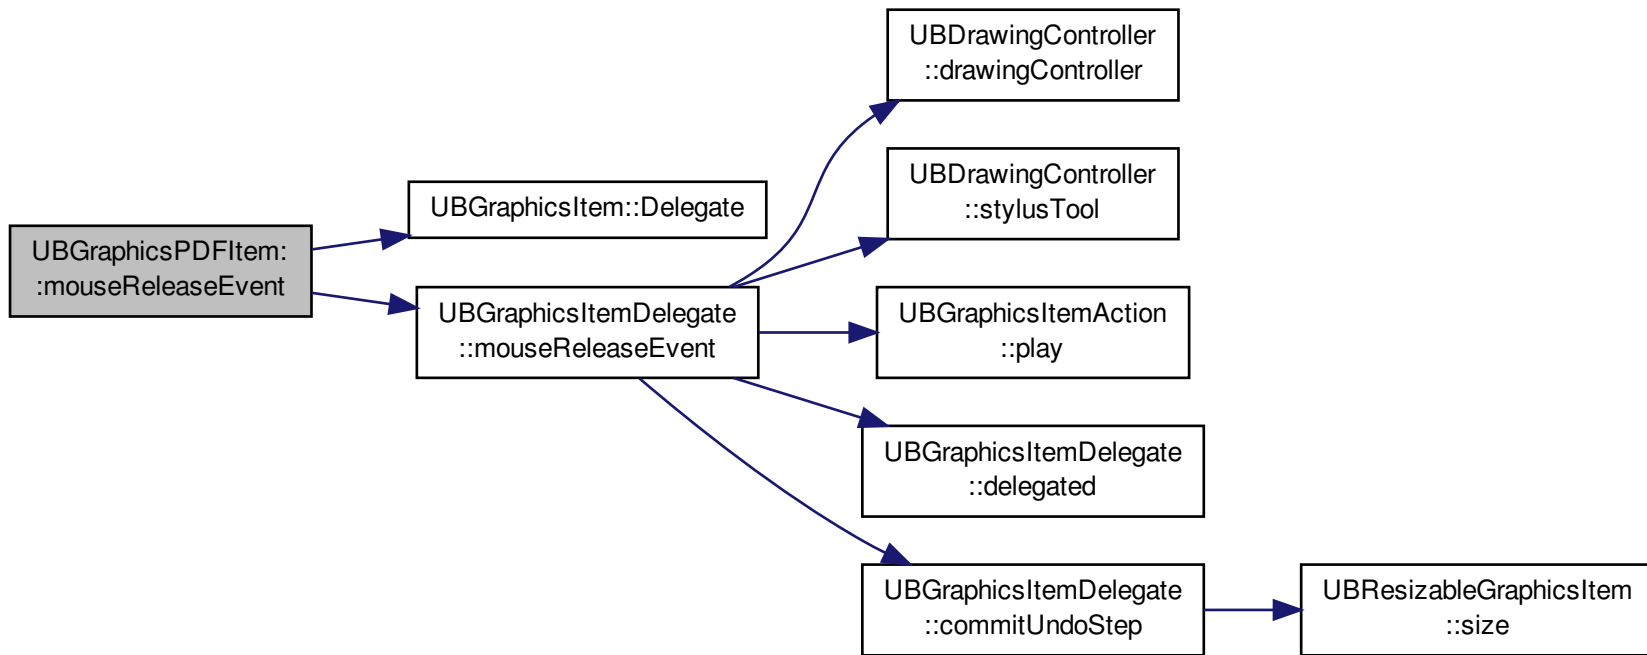 UBGraphicsPDFItem:
:mouseReleaseEvent
UBGraphicsItem::Delegate
UBGraphicsItemDelegate
::mouseReleaseEvent
UBDrawingController
::drawingController
UBDrawingController
::stylusTool
UBGraphicsItemAction
::play
UBGraphicsItemDelegate
::delegated
UBGraphicsItemDelegate
::commitUndoStep
UBResizableGraphicsItem
::size